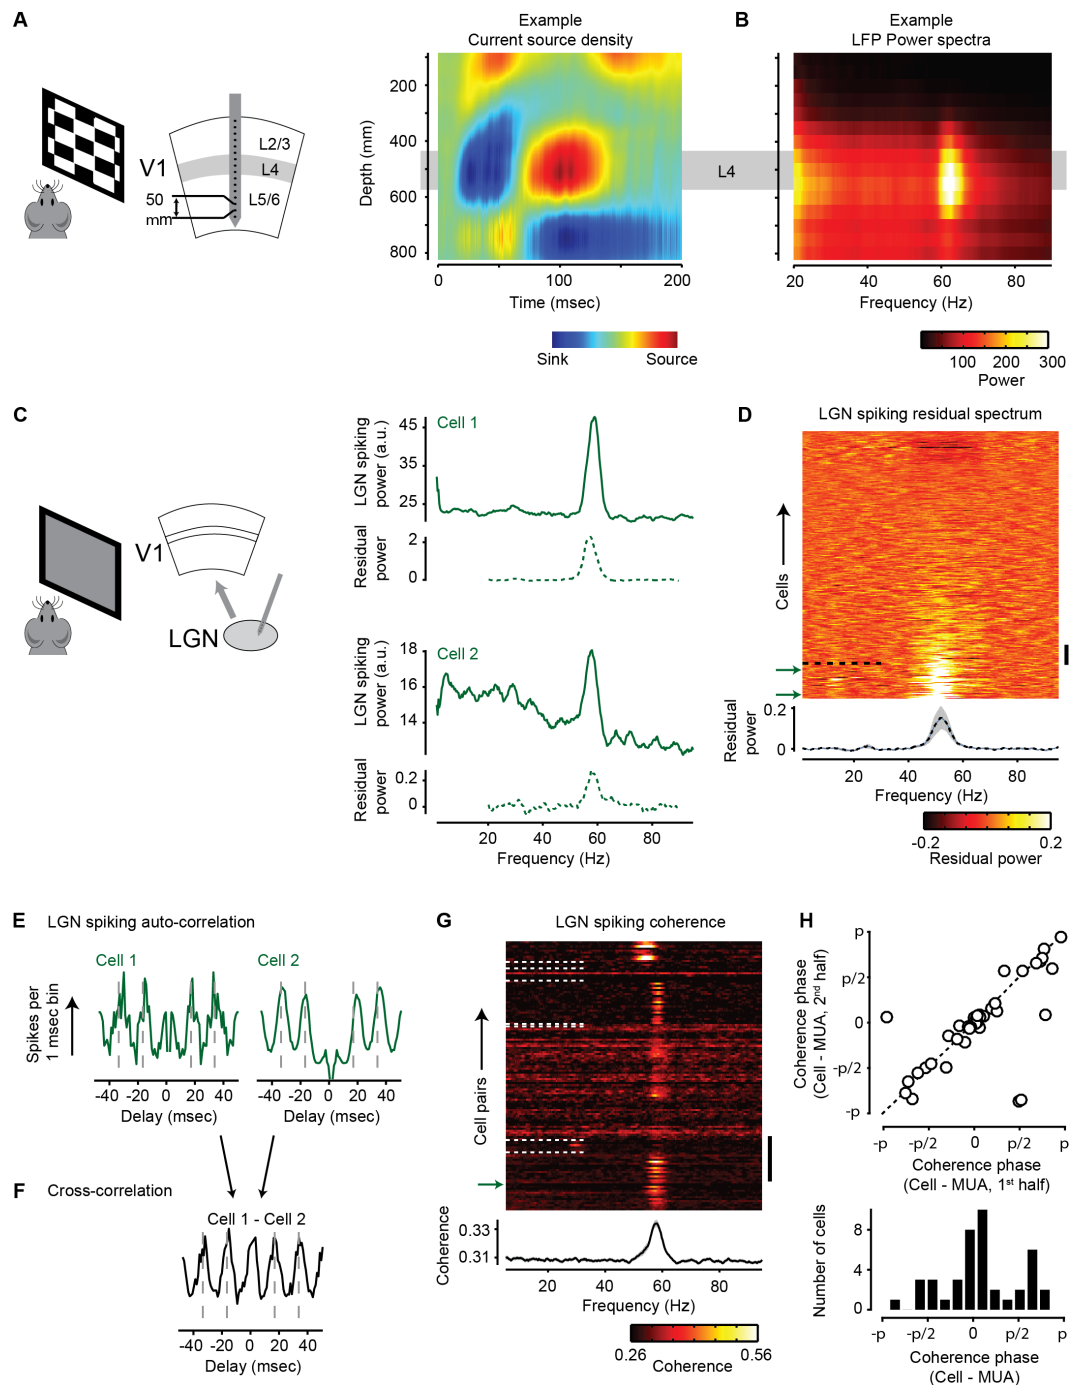 A
Example
Current source density
B
Example
LFP Power spectra
V1
L2/3
L4
L5/6
50
mm
Depth (mm)
200
400
600
800
0
100
200
Time (msec)
Sink
Source
L4
20
40
60
80
Frequency (Hz)
100
200
300
Power
C
V1
LGN
Cell 1
LGN spiking
power (a.u.)
45
35
25
Residual
power
2
0
Cell 2
LGN spiking
power (a.u.)
18
16
14
Residual
power
0.2
0
20
40
60
80
Frequency (Hz)
D
LGN spiking residual spectrum
Cells
Residual
power
0.2
0
20
40
60
80
Frequency (Hz)
-0.2
0.2
Residual power
E
LGN spiking auto-correlation
Cell 1
Cell 2
Spikes per
1 msec bin
-40
-20
0
20
40
Delay (msec)
-40
-20
0
20
40
Delay (msec)
F
Cross-correlation
Cell 1 - Cell 2
-40
-20
0
20
40
Delay (msec)
G
LGN spiking coherence
Cell pairs
Coherence
0.33
0.31
20
40
60
80
Frequency (Hz)
0.26
0.56
Coherence
H
Coherence phase
(Cell - MUA, 2nd half)
p
p/2
0
-p/2
-p
-p
-p/2
0
p/2
p
Coherence phase
(Cell - MUA, 1st half)
Number of cells
8
4
0
-p
-p/2
0
p/2
p
Coherence phase
(Cell - MUA)